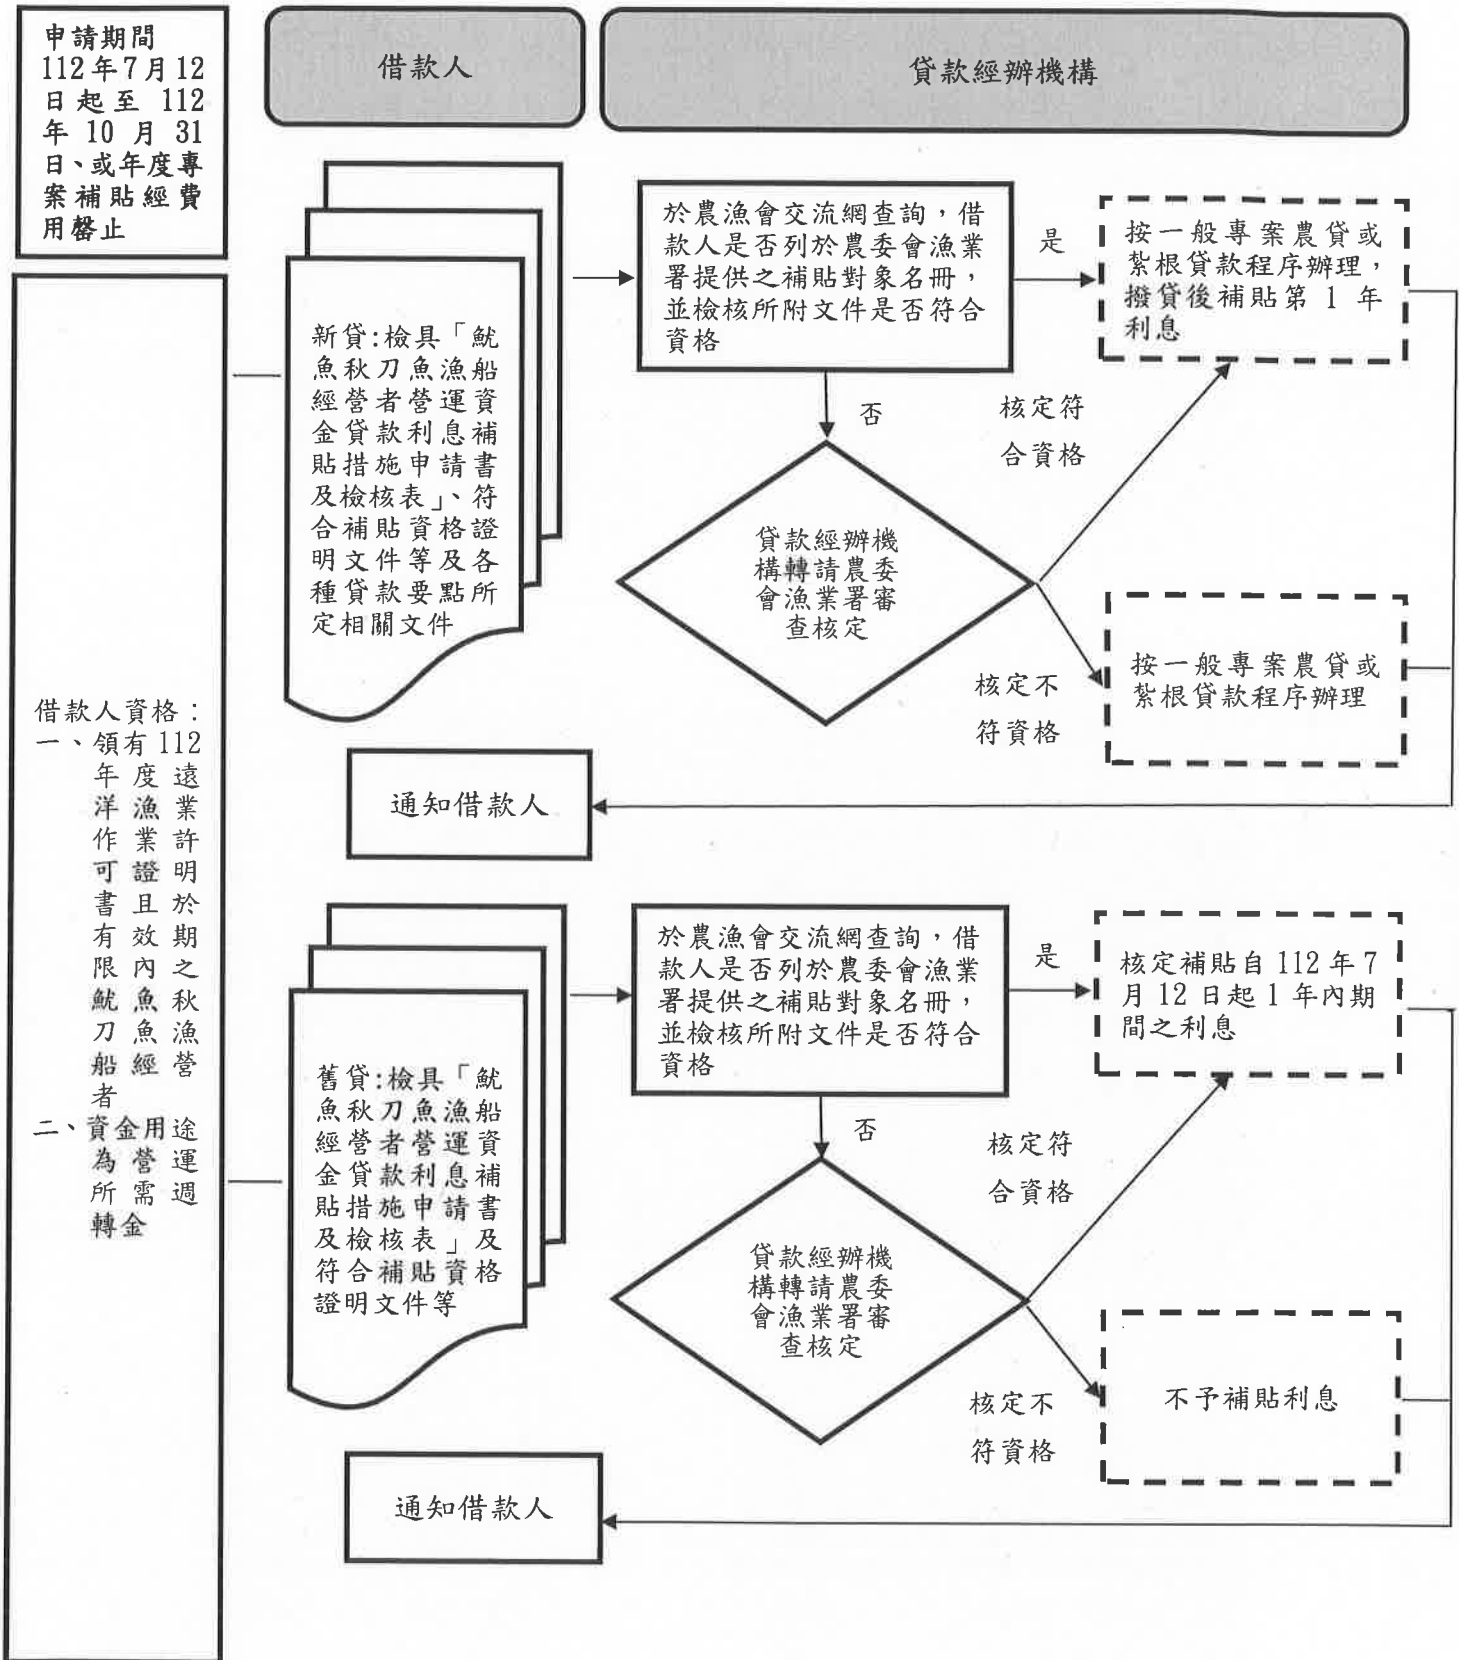 申請期間
112年7月12
日起至 112
年 10 月 31
日、或年度專
案補貼經費
用罄止
借款人
貸款經辦機構
借款人資格：
一、領有 112
年度遠
洋漁業
作業許
可證明
書且於
有效期
限內之
魷魚秋
刀魚漁
船經營
者
二、資金用途
為營運
所需週
轉金
新貸:檢具「魷
魚秋刀魚漁船
經營者營運資
金貸款利息補
貼措施申請書
及檢核表」、符
合補貼資格證
明文件等及各
種貸款要點所
定相關文件
於農漁會交流網查詢，借
款人是否列於農委會漁業
署提供之補貼對象名冊，
並檢核所附文件是否符合
資格
是
按一般專案農貸或
紮根貸款程序辦理，
撥貸後補貼第 1 年
利息
否
核定符
合資格
貸款經辦機
構轉請農委
會漁業署審
查核定
核定不
符資格
按一般專案農貸或
紮根貸款程序辦理
通知借款人
舊貸:檢具「魷
魚秋刀魚漁船
經營者營運資
金貸款利息補
貼措施申請書
及檢核表」及
符合補貼資格
證明文件等
於農漁會交流網查詢，借
款人是否列於農委會漁業
署提供之補貼對象名冊，
並檢核所附文件是否符合
資格
是
核定補貼自 112 年 7
月 12 日起 1 年內期
間之利息
否
核定符
合資格
貸款經辦機
構轉請農委
會漁業署審
查核定
核定不
符資格
不予補貼利息
通知借款人